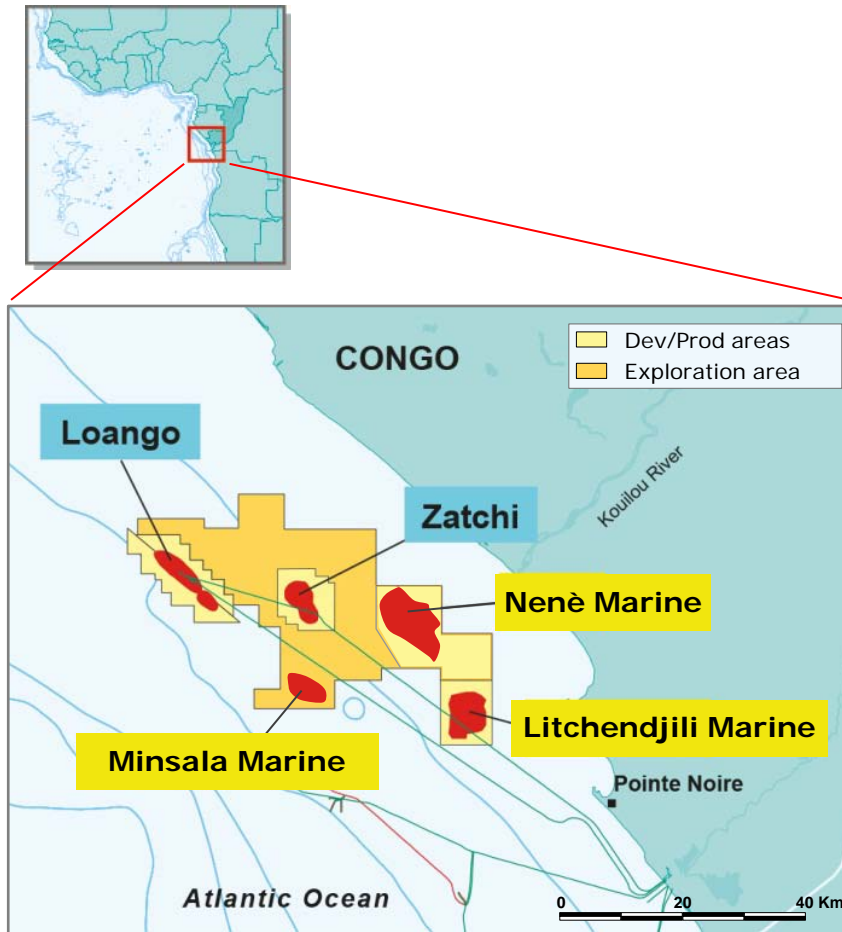 CONGO
Dev/Prod areas
Exploration area
Loango
Kouilou River
Zatchi
Nenè Marine
Litchendjili Marine
Minsala Marine
Pointe Noire
Atlantic Ocean
0 20 40 Km